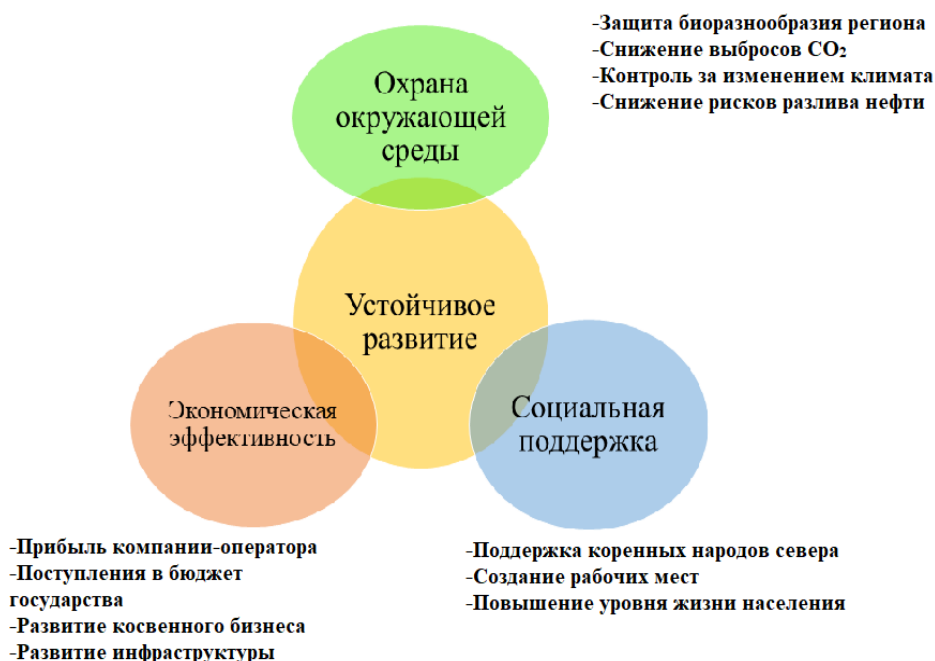 -Защита биоразнообразия региона
-Снижение выбросов CO₂
-Контроль за изменением климата
-Снижение рисков разлива нефти
Охрана
окружающей
среды
Устойчивое
развитие
Экономическая
эффективность
Социальная
поддержка
-Прибыль компании-оператора
-Поступления в бюджет
государства
-Развитие косвенного бизнеса
-Развитие инфраструктуры
-Поддержка коренных народов севера
-Создание рабочих мест
-Повышение уровня жизни населения